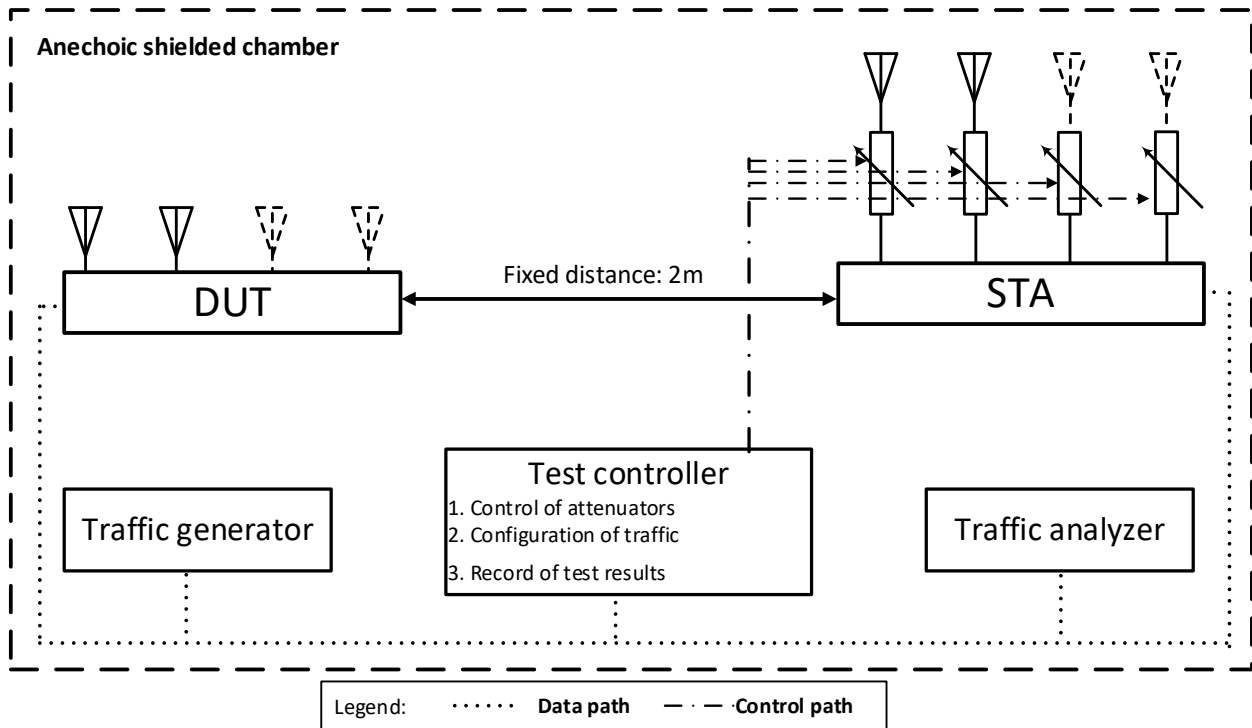 Anechoic shielded chamber
DUT
Fixed distance: 2m
STA
Traffic generator
Test controller
1. Control of attenuators
2. Configuration of traffic
3. Record of test results
Traffic analyzer
Legend: Data path Control path